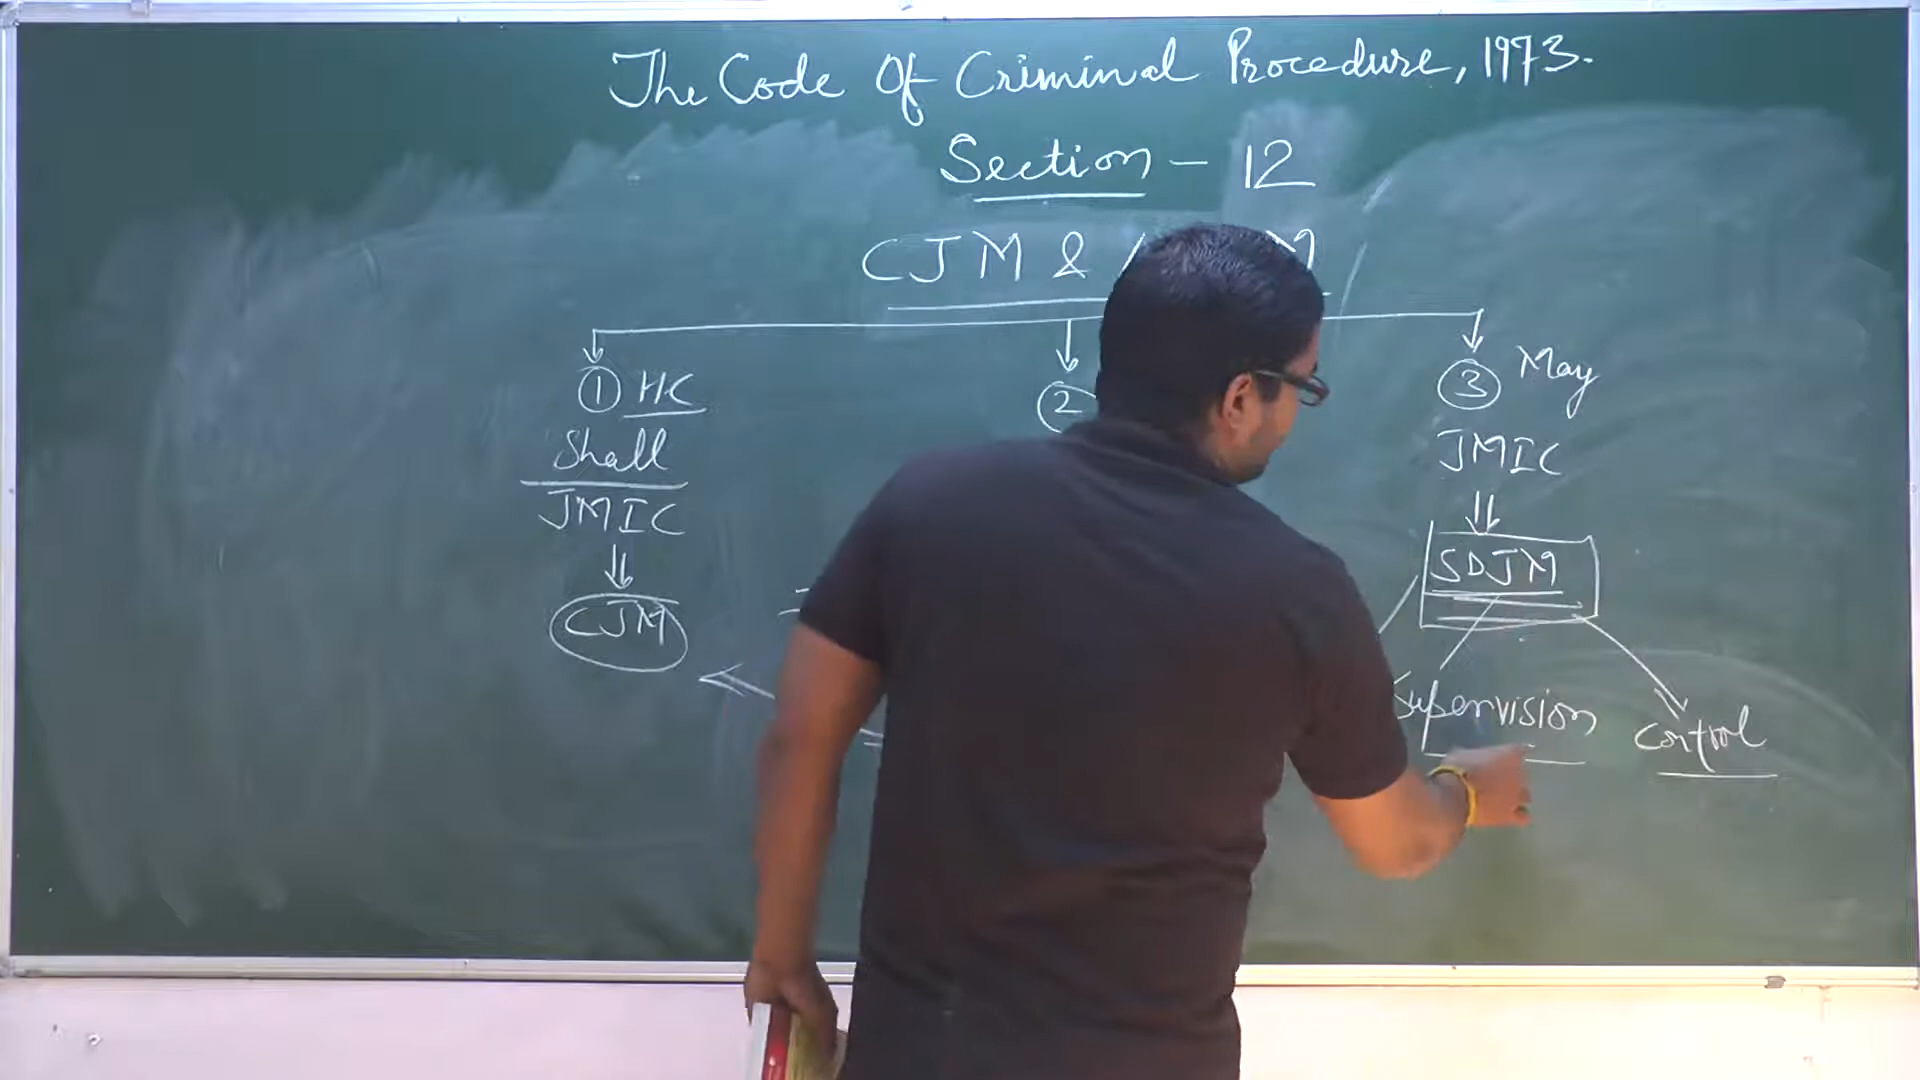 The Code Of Criminal Procedure, 1973.
Section - 12
CJM &
① HC
Shall
JMIC
CJM
②
③ May
JMIC
SDJM
Supervision
Control